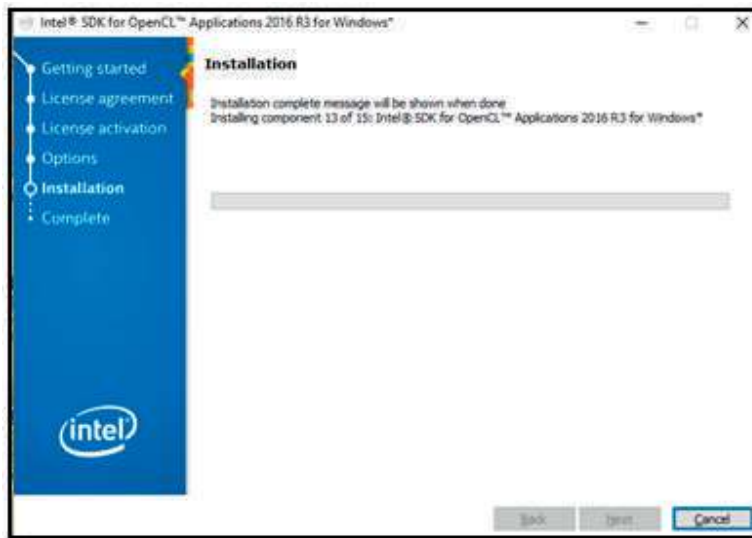 Intel® SDK for OpenCL™ Applications 2016 R3 for Windows*
Getting started
License agreement
License activation
Options
Installation
Complete
intel
Installation
Installation complete message will be shown when done
Installing component 13 of 15: Intel® SDK for OpenCL™ Applications 2016 R3 for Windows*
Back
Next
Cancel